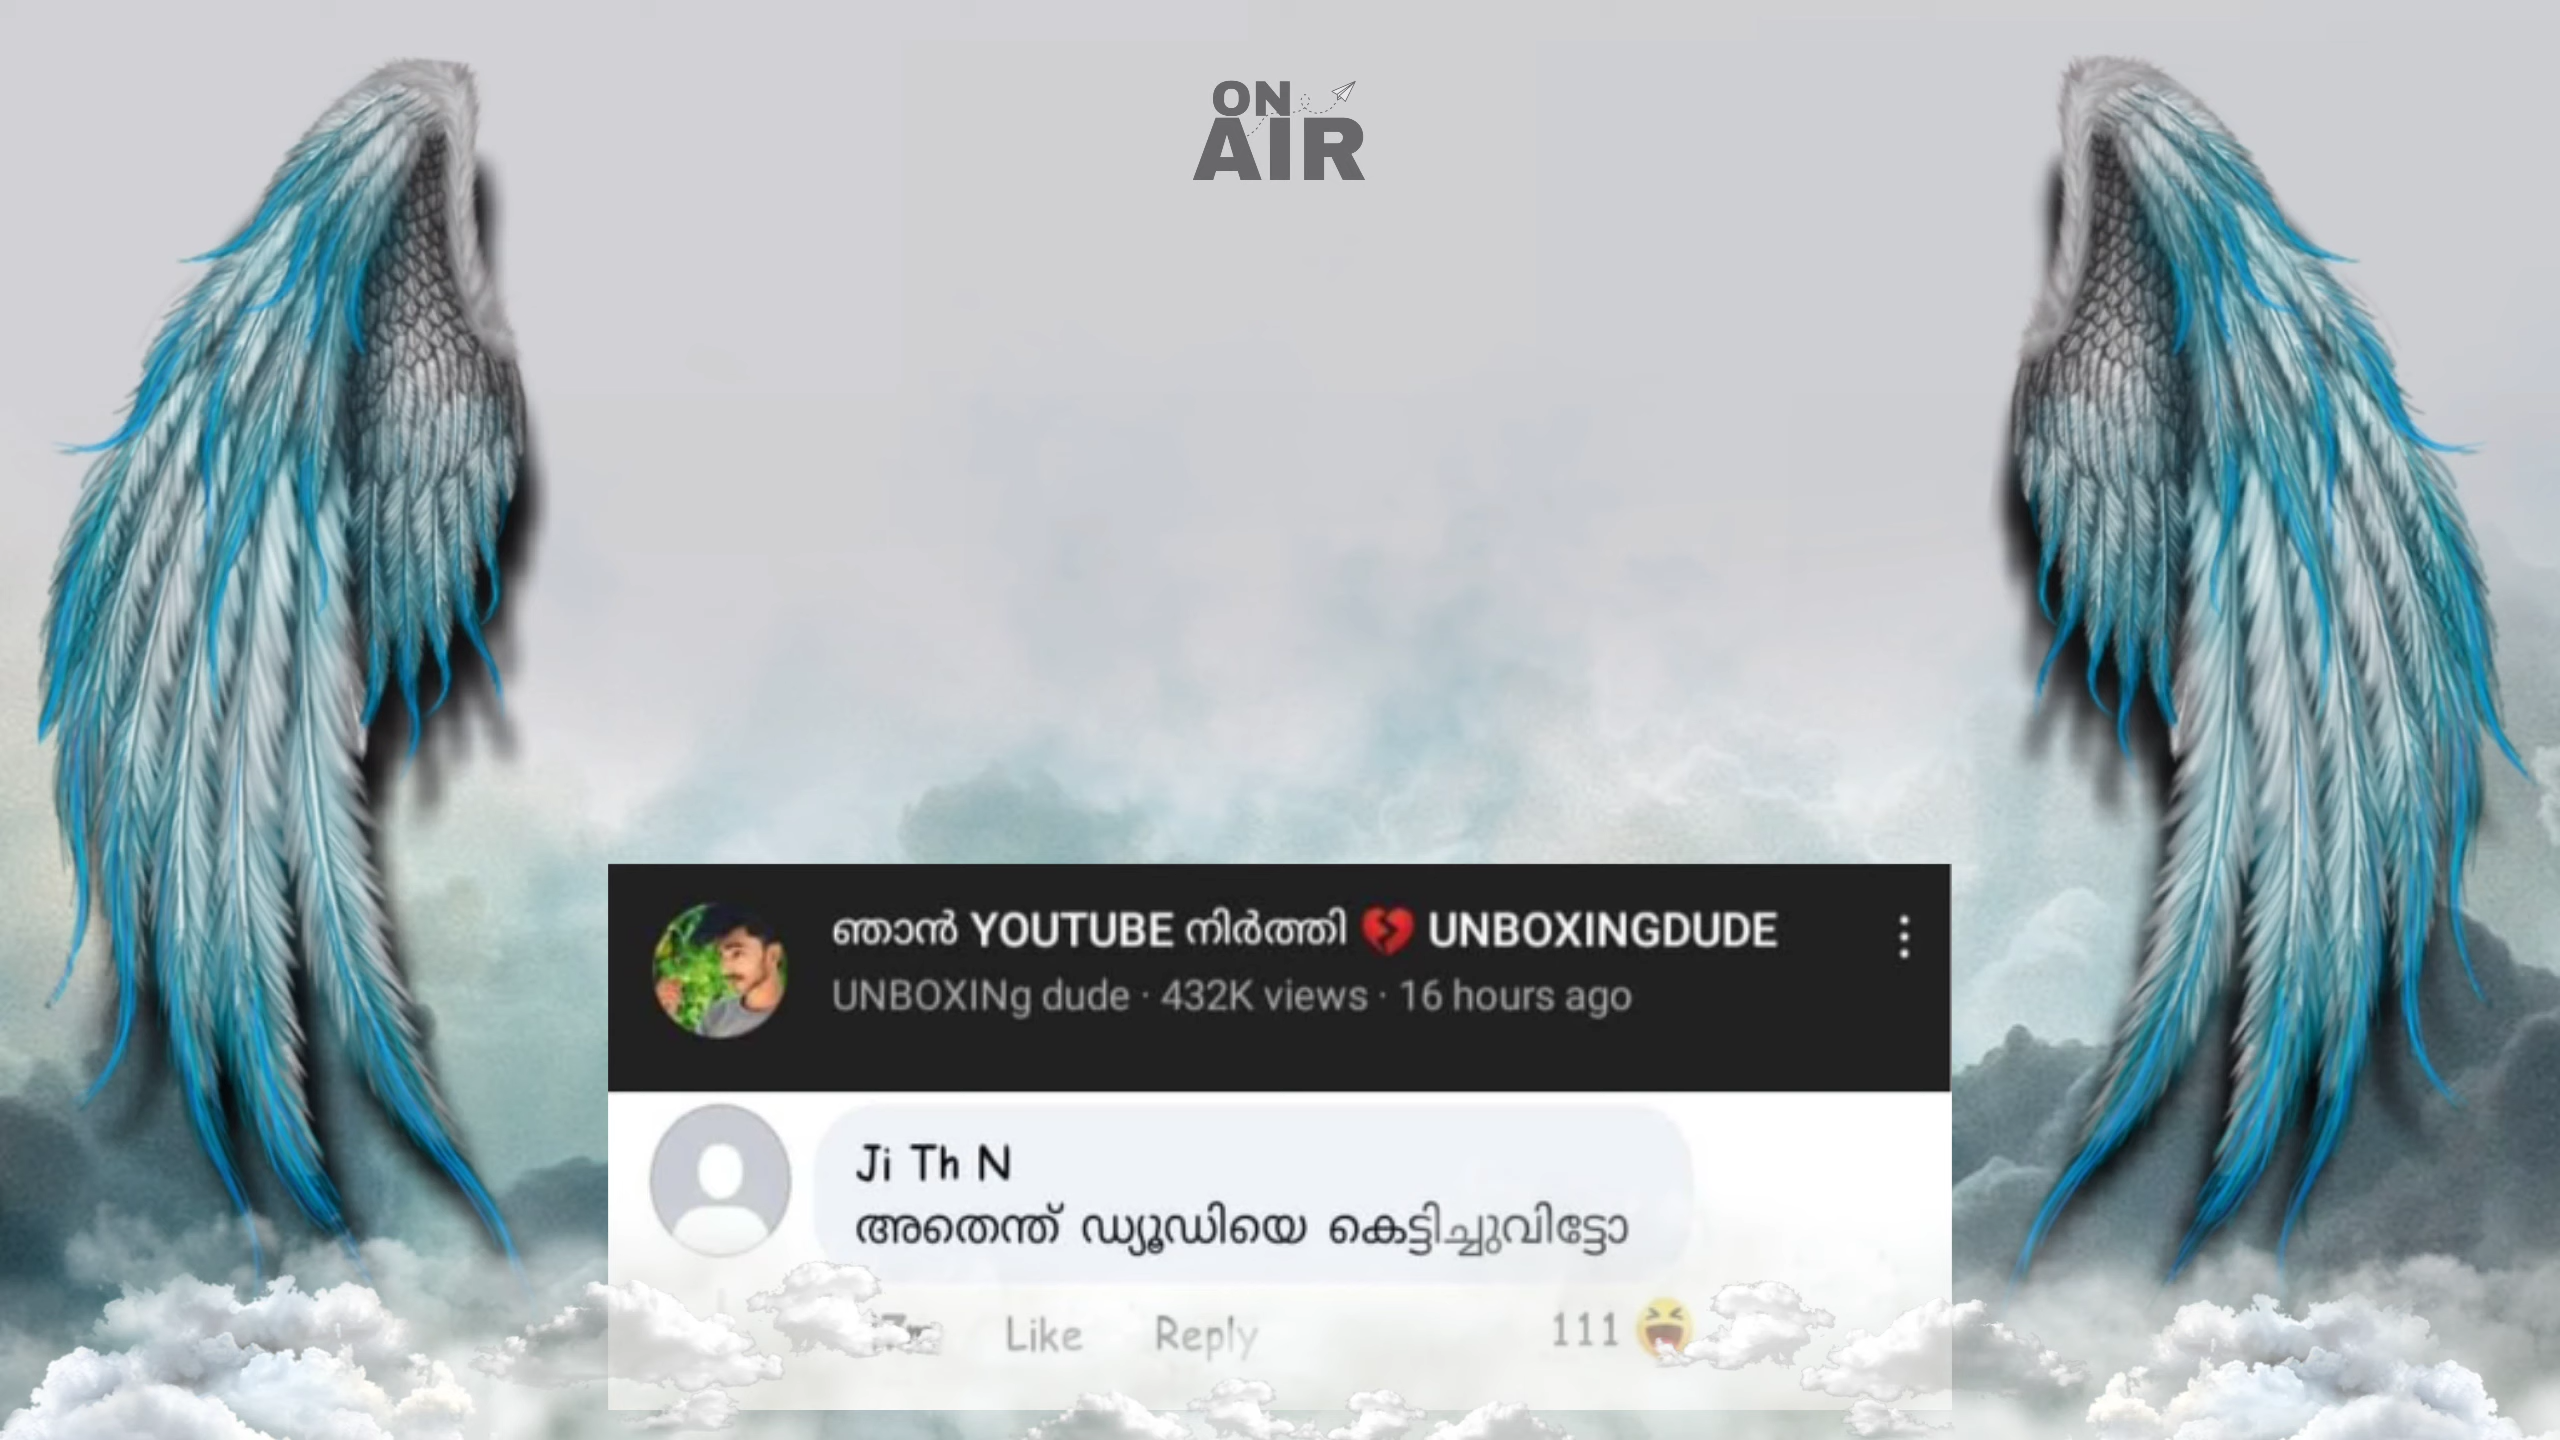 ON
AIR
ഞാൻ YOUTUBE നിർത്തി 💔 UNBOXINGDUDE
UNBOXINg dude · 432K views · 16 hours ago
Ji Th N
അതെന്ത് ഡ്യൂഡിയെ കെട്ടിച്ചുവിട്ടോ
Like Reply 111 😆